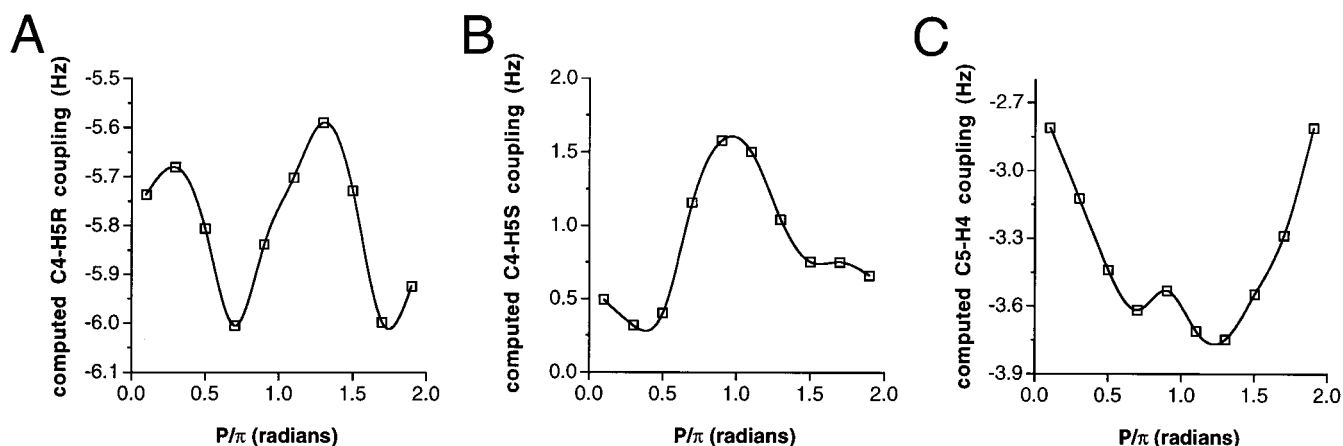 A
computed C4-H5R coupling (Hz)
-5.5
-5.6
-5.7
-5.8
-5.9
-6.0
-6.1
0.0 0.5 1.0 1.5 2.0
P/π (radians)
B
computed C4-H5S coupling (Hz)
2.0
1.5
1.0
0.5
0.0
0.0 0.5 1.0 1.5 2.0
P/π (radians)
C
computed C5-H4 coupling (Hz)
-2.7
-3.0
-3.3
-3.6
-3.9
0.0 0.5 1.0 1.5 2.0
P/π (radians)